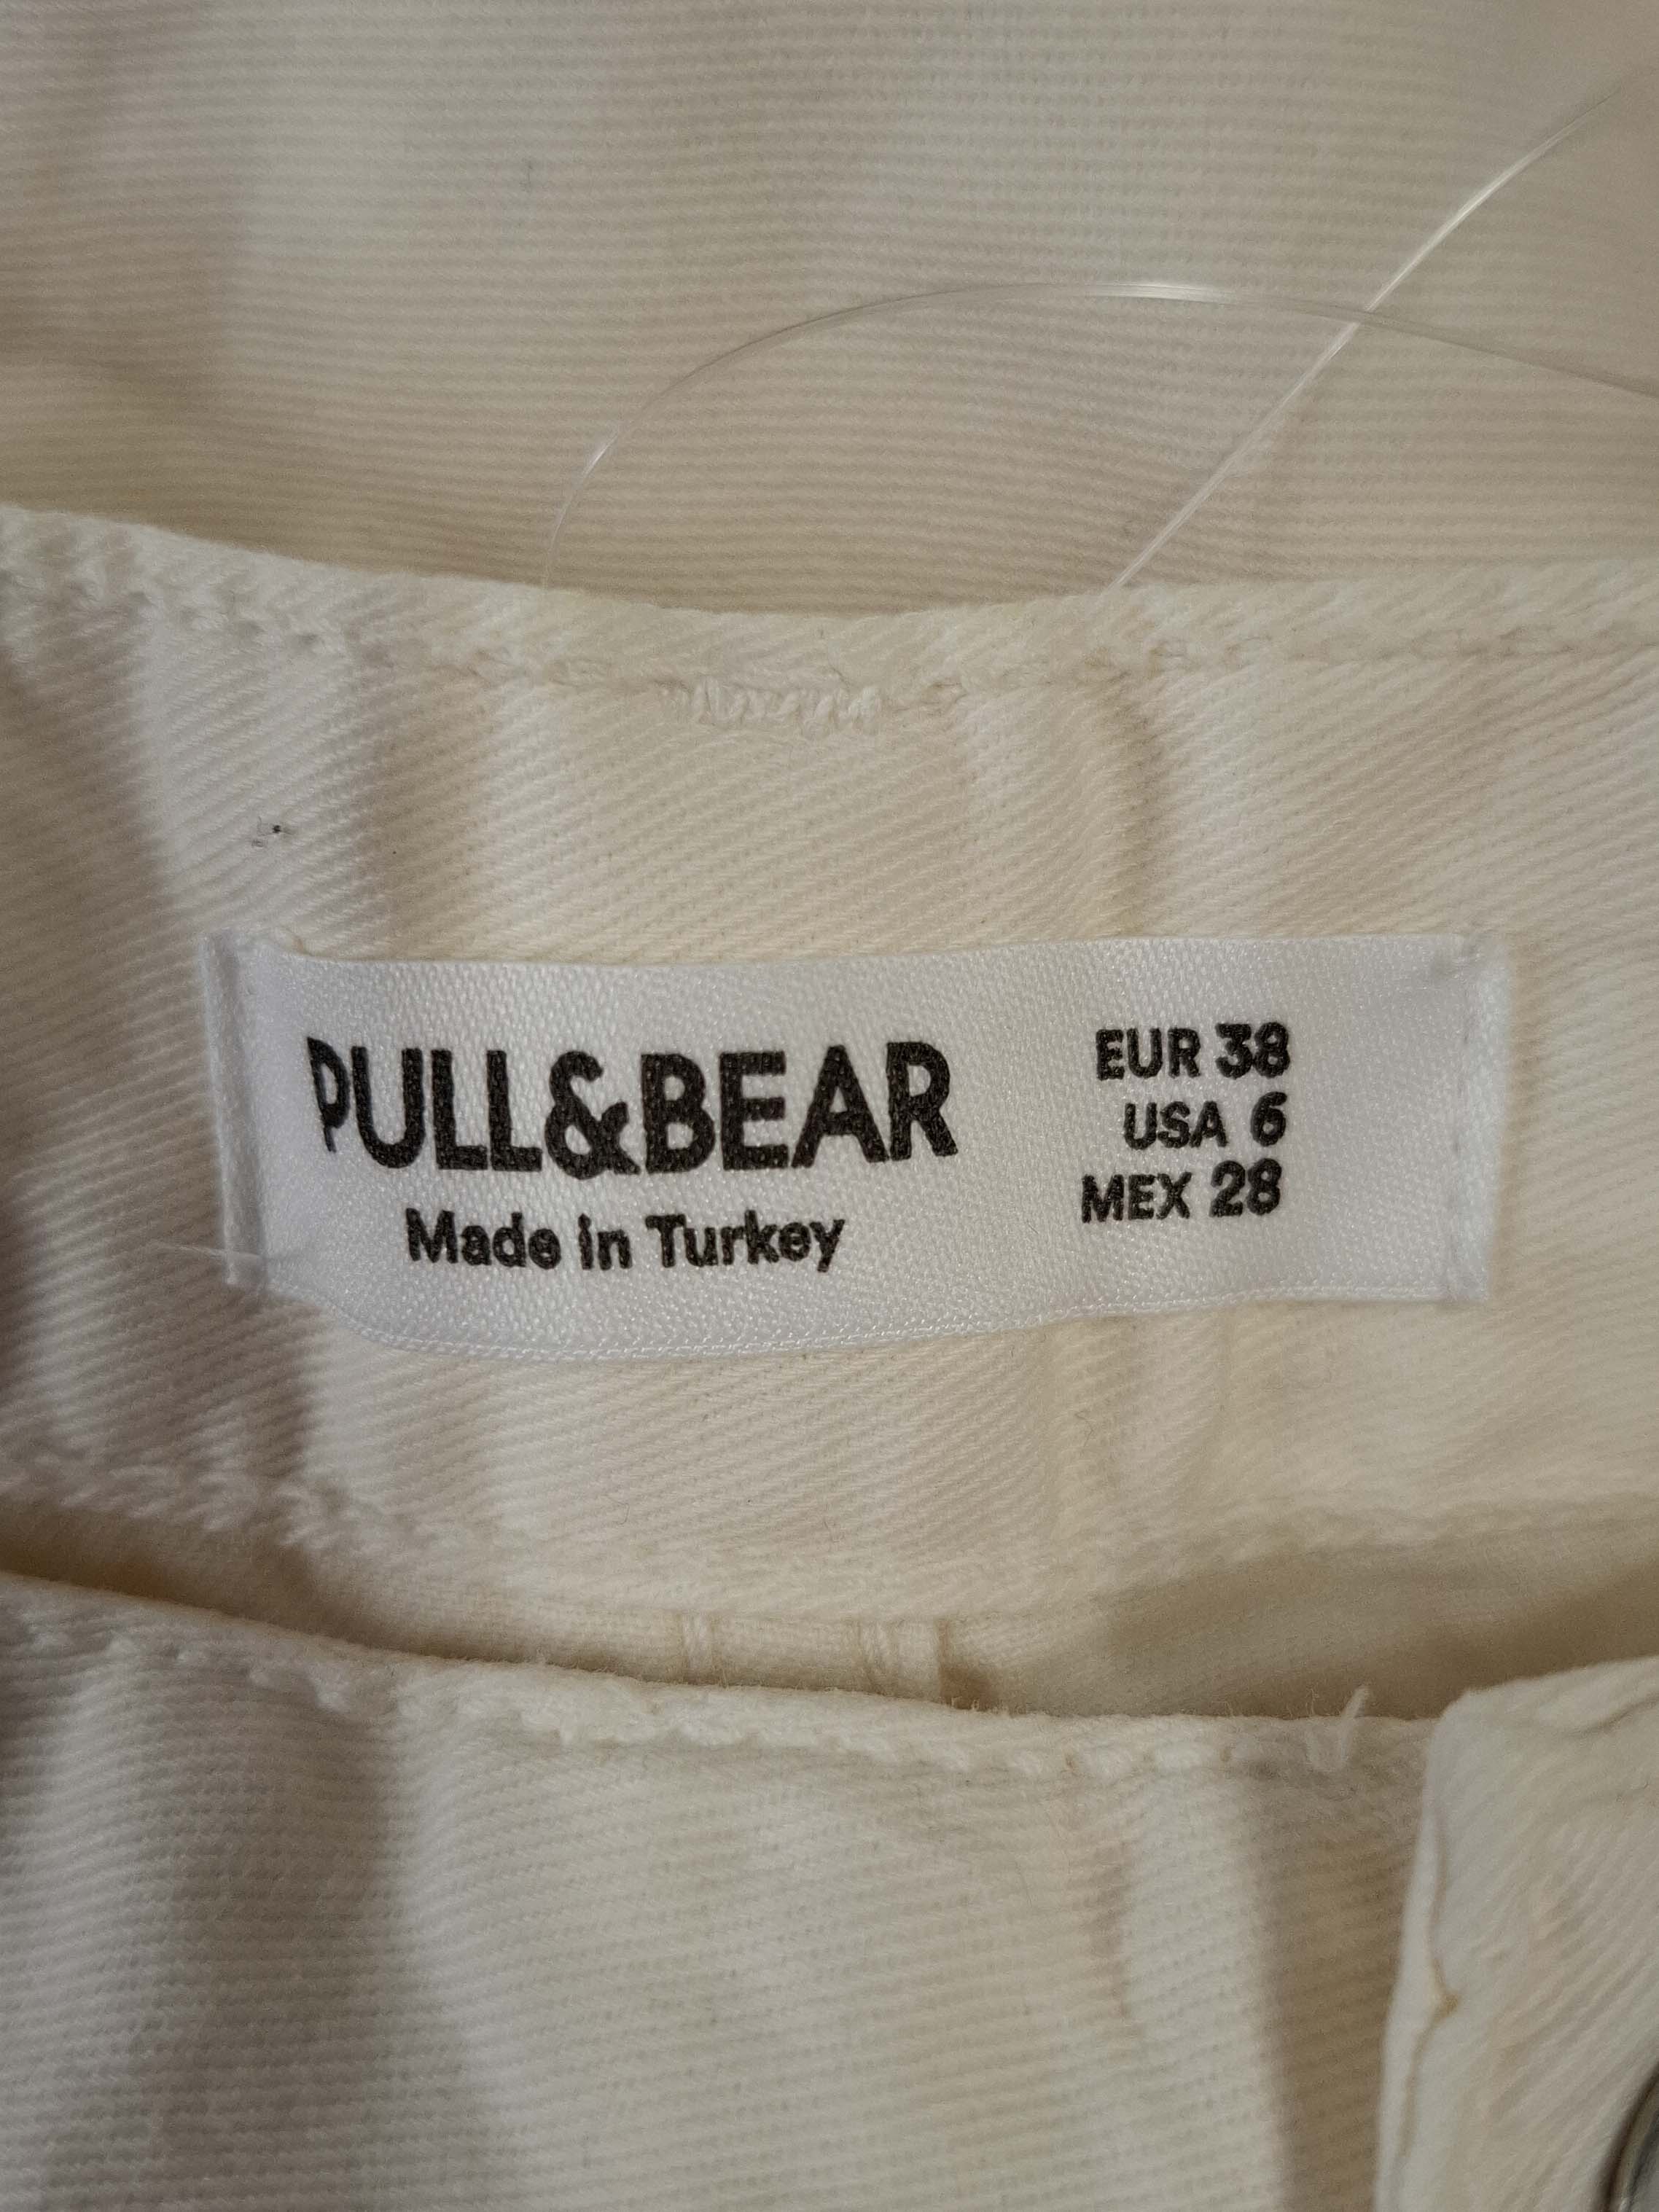 PULL&BEAR
Made in Turkey
EUR 38
USA 6
MEX 28